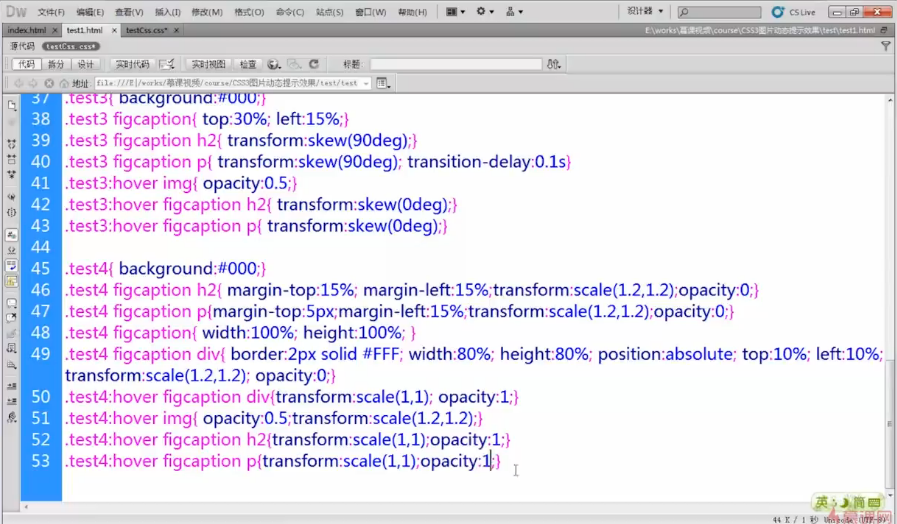 Dw 文件(F) 编辑(E) 查看(V) 插入(I) 修改(M) 格式(O) 命令(C) 站点(S) 窗口(W) 帮助(H) 设计器 CS Live
index.html × test1.html × testCss.css* × E:\works\慕课视频\course\CSS3图片动态提示效果\test\test1.html
源代码 testCss.css*
代码 拆分 设计 实时代码 实时视图 检查 标题
地址 file:///E|/works/慕课视频/course/CSS3图片动态提示效果/test/test
37 .test3{ background:#000;}
38 .test3 figcaption{ top:30%; left:15%;}
39 .test3 figcaption h2{ transform:skew(90deg);}
40 .test3 figcaption p{ transform:skew(90deg); transition-delay:0.1s}
41 .test3:hover img{ opacity:0.5;}
42 .test3:hover figcaption h2{ transform:skew(0deg);}
43 .test3:hover figcaption p{ transform:skew(0deg);}
44
45 .test4{ background:#000;}
46 .test4 figcaption h2{ margin-top:15%; margin-left:15%;transform:scale(1.2,1.2);opacity:0;}
47 .test4 figcaption p{margin-top:5px;margin-left:15%;transform:scale(1.2,1.2);opacity:0;}
48 .test4 figcaption{ width:100%; height:100%; }
49 .test4 figcaption div{ border:2px solid #FFF; width:80%; height:80%; position:absolute; top:10%; left:10%;
transform:scale(1.2,1.2); opacity:0;}
50 .test4:hover figcaption div{transform:scale(1,1); opacity:1;}
51 .test4:hover img{ opacity:0.5;transform:scale(1.2,1.2);}
52 .test4:hover figcaption h2{transform:scale(1,1);opacity:1;}
53 .test4:hover figcaption p{transform:scale(1,1);opacity:1;}
英 简
44 K / 1 秒 Unicode (UTF-8)
慕课网